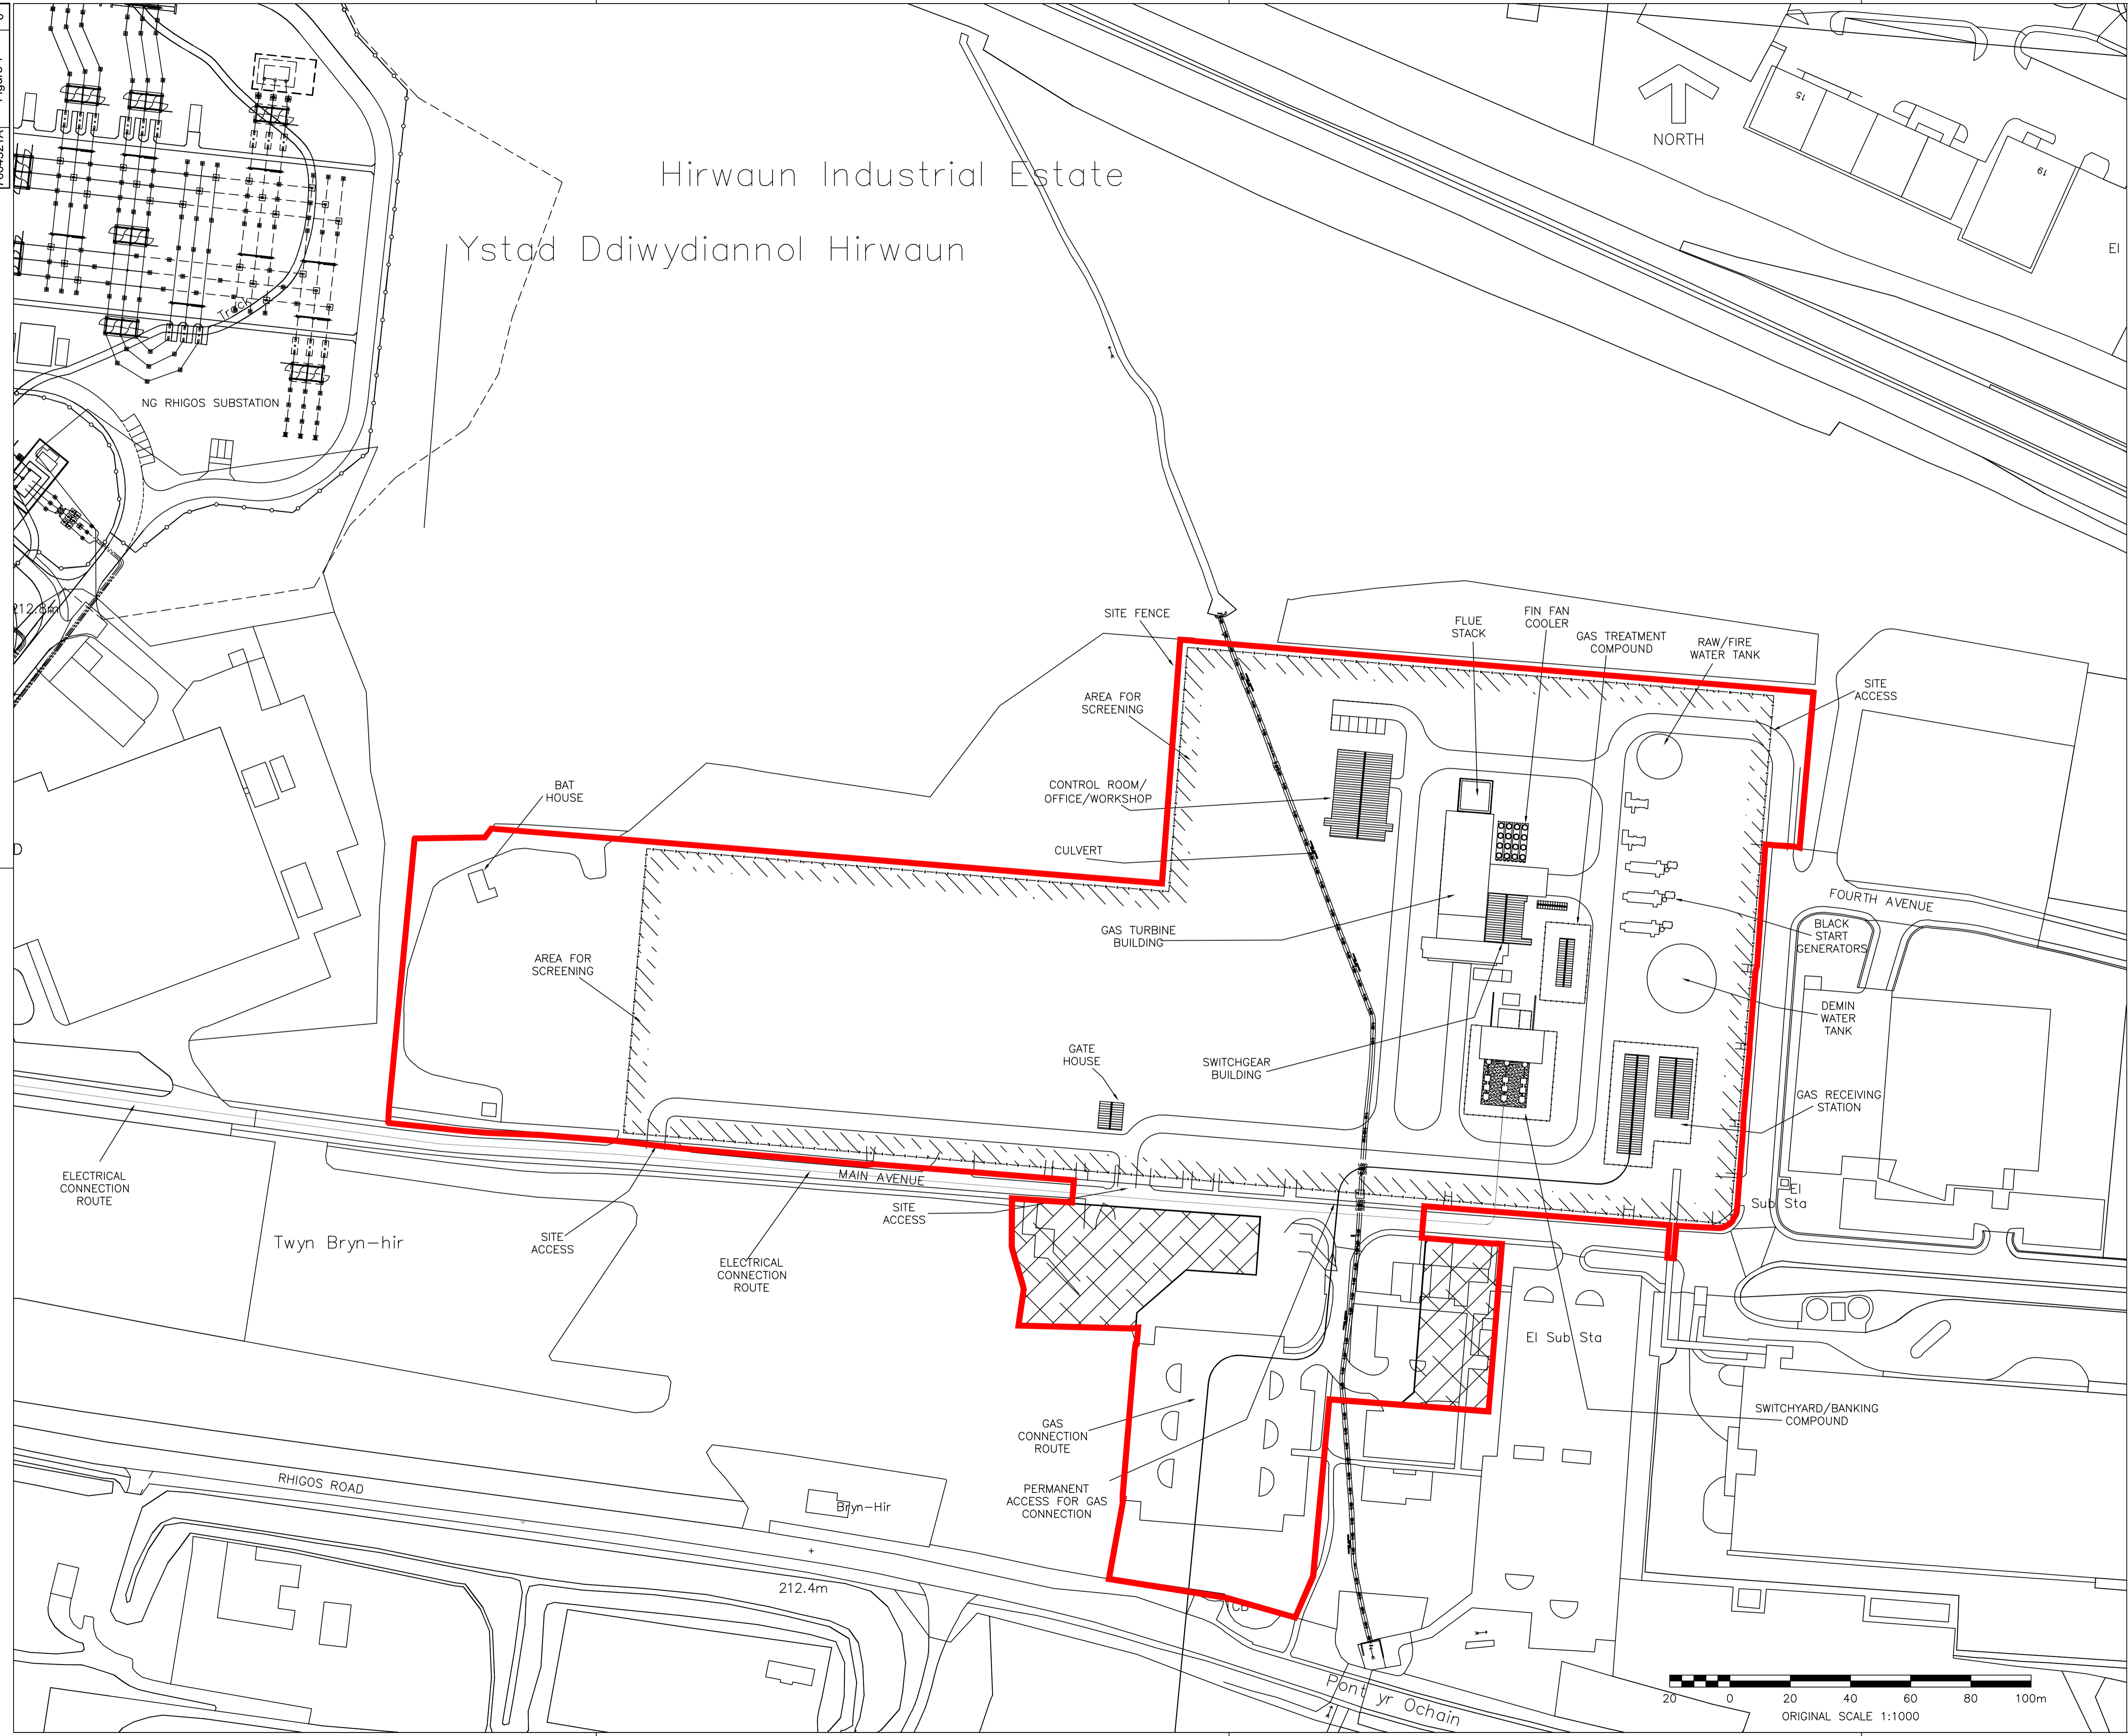 Hirwaun Industrial Estate
Ystad Ddiwydiannol Hirwaun
NORTH
15
19
El
Track
NG RHIGOS SUBSTATION
212.8m
SITE FENCE
FLUE
STACK
FIN FAN
COOLER
GAS TREATMENT
COMPOUND
RAW/FIRE
WATER TANK
SITE
ACCESS
AREA FOR
SCREENING
CONTROL ROOM/
OFFICE/WORKSHOP
BAT
HOUSE
CULVERT
GAS TURBINE
BUILDING
FOURTH AVENUE
BLACK
START
GENERATORS
AREA FOR
SCREENING
DEMIN
WATER
TANK
GATE
HOUSE
SWITCHGEAR
BUILDING
GAS RECEIVING
STATION
ELECTRICAL
CONNECTION
ROUTE
MAIN AVENUE
El
Sub Sta
SITE
ACCESS
SITE
ACCESS
Twyn Bryn-hir
ELECTRICAL
CONNECTION
ROUTE
El Sub Sta
SWITCHYARD/BANKING
COMPOUND
GAS
CONNECTION
ROUTE
RHIGOS ROAD
PERMANENT
ACCESS FOR GAS
CONNECTION
Bryn-Hir
212.4m
TCB
Pont yr Ochain
20 0 20 40 60 80 100m
ORIGINAL SCALE 1:1000